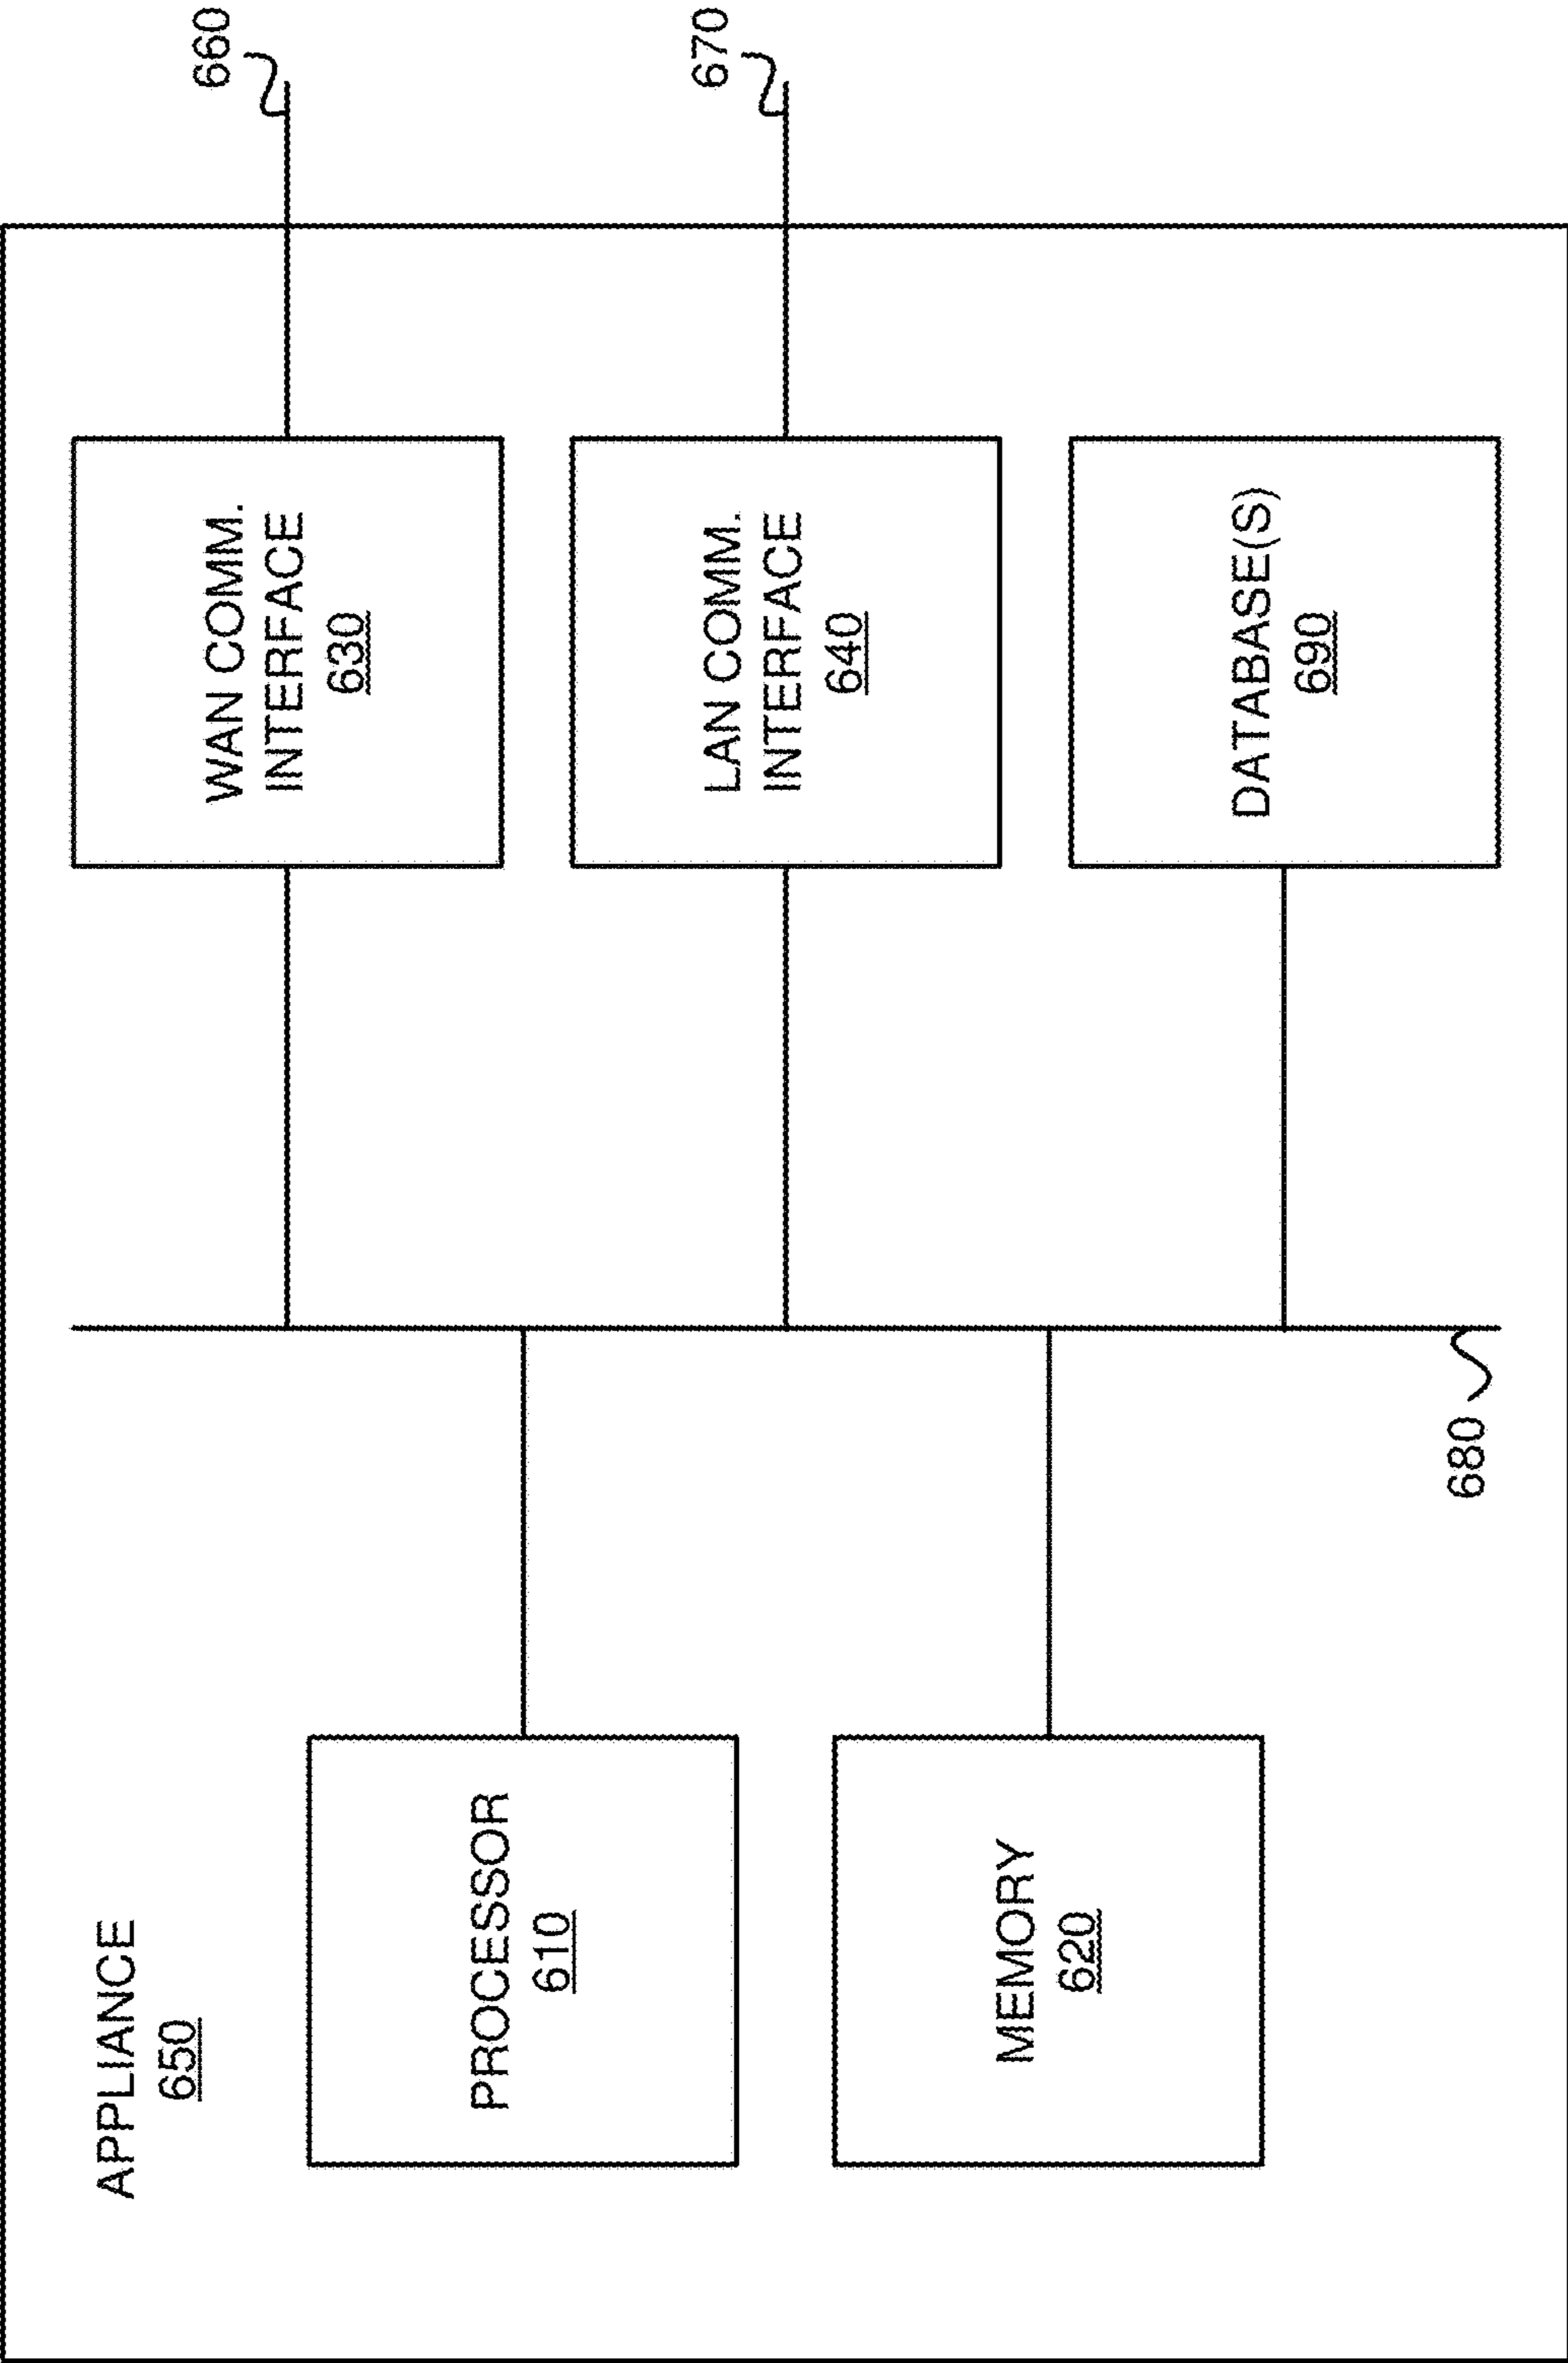 APPLIANCE
650
PROCESSOR
610
MEMORY
620
680
WAN COMM.
INTERFACE
630
LAN COMM.
INTERFACE
640
DATABASE(S)
690
660
670